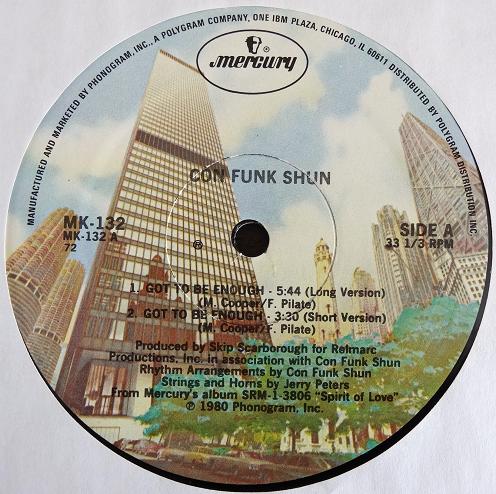 MANUFACTURED AND MARKETED BY PHONOGRAM, INC., A POLYGRAM COMPANY, ONE IBM PLAZA, CHICAGO, IL 60611 DISTRIBUTED BY POLYGRAM DISTRIBUTION INC.
mercury
CON FUNK SHUN
MK-132
MK-132 A
72
SIDE A
33 1/3 RPM
℗
1. GOT TO BE ENOUGH - 5:44 (Long Version)
(M. Cooper/F. Pilate)
2. GOT TO BE ENOUGH - 3:30 (Short Version)
(M. Cooper/F. Pilate)
Produced by Skip Scarborough for Relmarc
Productions, Inc. in association with Con Funk Shun
Rhythm Arrangements by Con Funk Shun
Strings and Horns by Jerry Peters
From Mercury's album SRM-1-3806 "Spirit of Love"
℗ 1980 Phonogram, Inc.